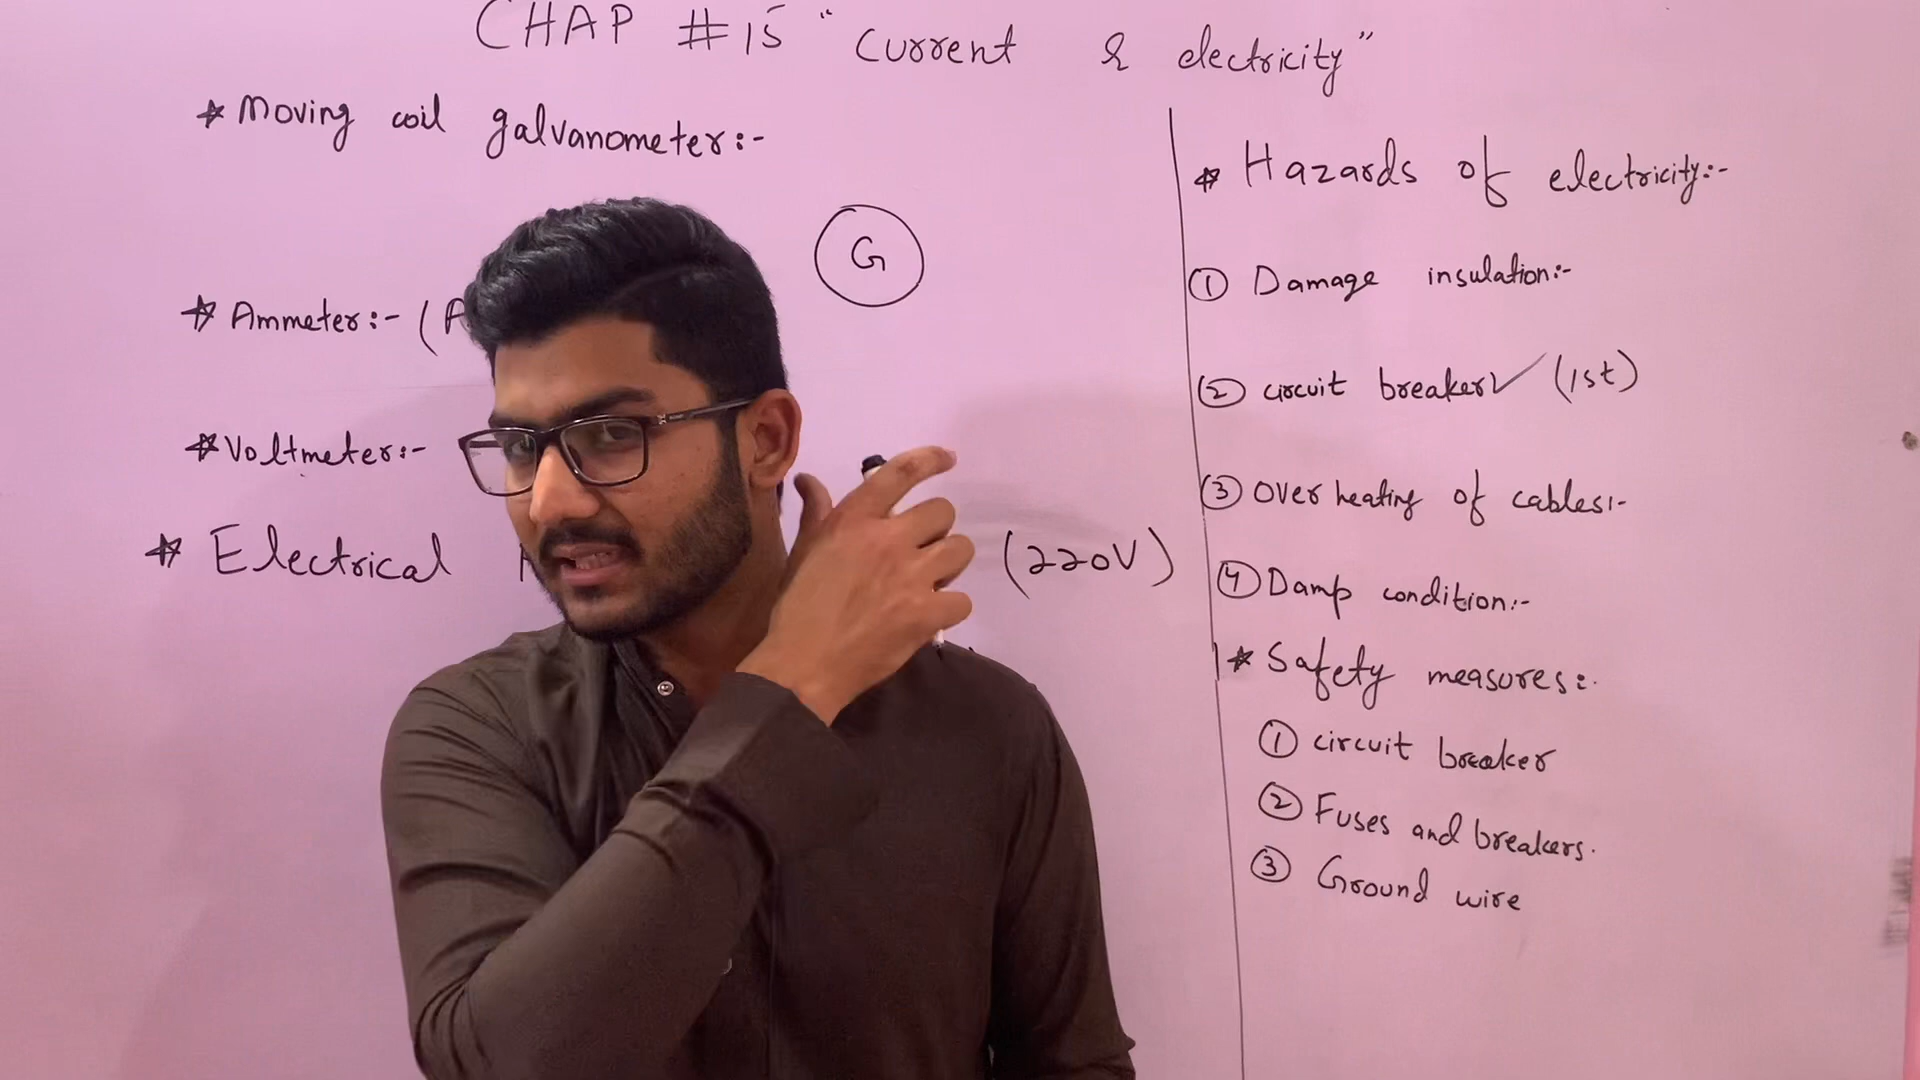 CHAP #15 "Current & electricity"
* Moving coil galvanometer:-
G
* Ammeter:- (A
* Voltmeter:-
* Electrical
(220V)
* Hazards of electricity:-
① Damage insulation:-
② circuit breaker ✓ (1st)
③ Over heating of cables:-
④ Damp condition:-
* Safety measures:-
① circuit breaker
② Fuses and breakers.
③ Ground wire